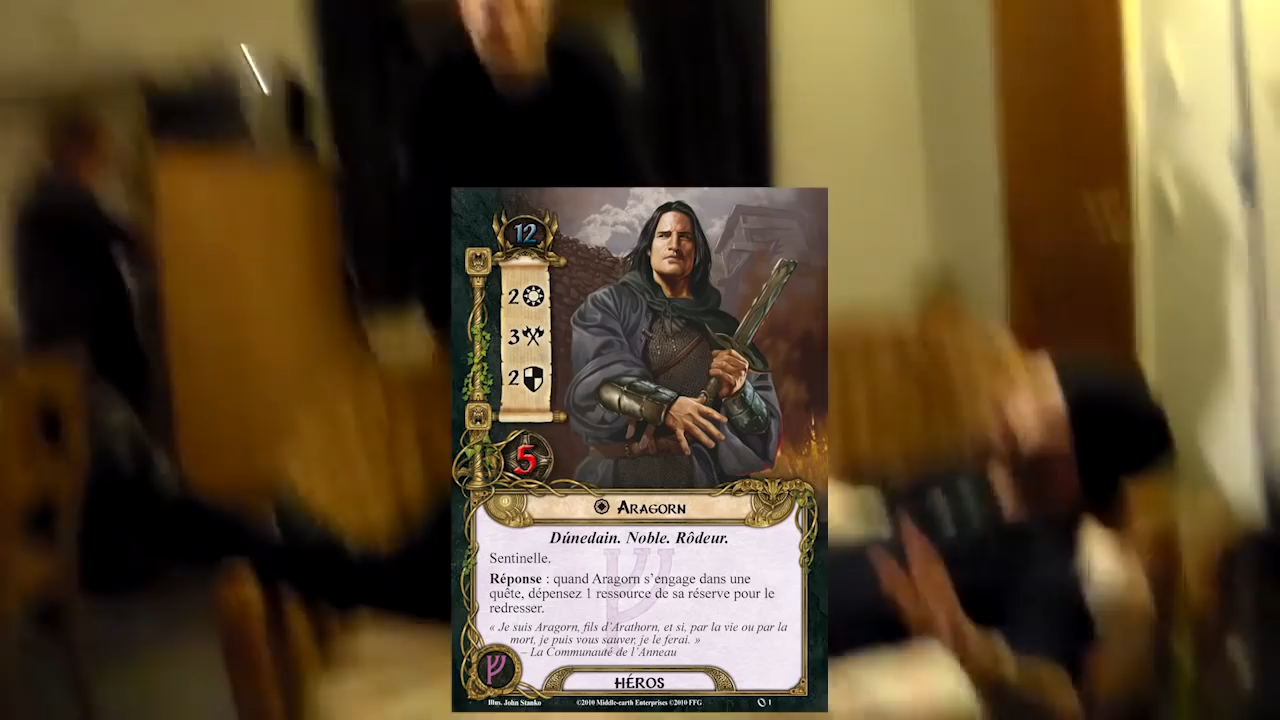 12
2
3
2
5
Aragorn
Dúnedain. Noble. Rôdeur.
Sentinelle.
Réponse : quand Aragorn s'engage dans une
quête, dépensez 1 ressource de sa réserve pour le
redresser.
« Je suis Aragorn, fils d'Arathorn, et si, par la vie ou par la
mort, je puis vous sauver, je le ferai. »
– La Communauté de l'Anneau
HÉROS
Illus. John Stanko ©2010 Middle-earth Enterprises ©2010 FFG 1